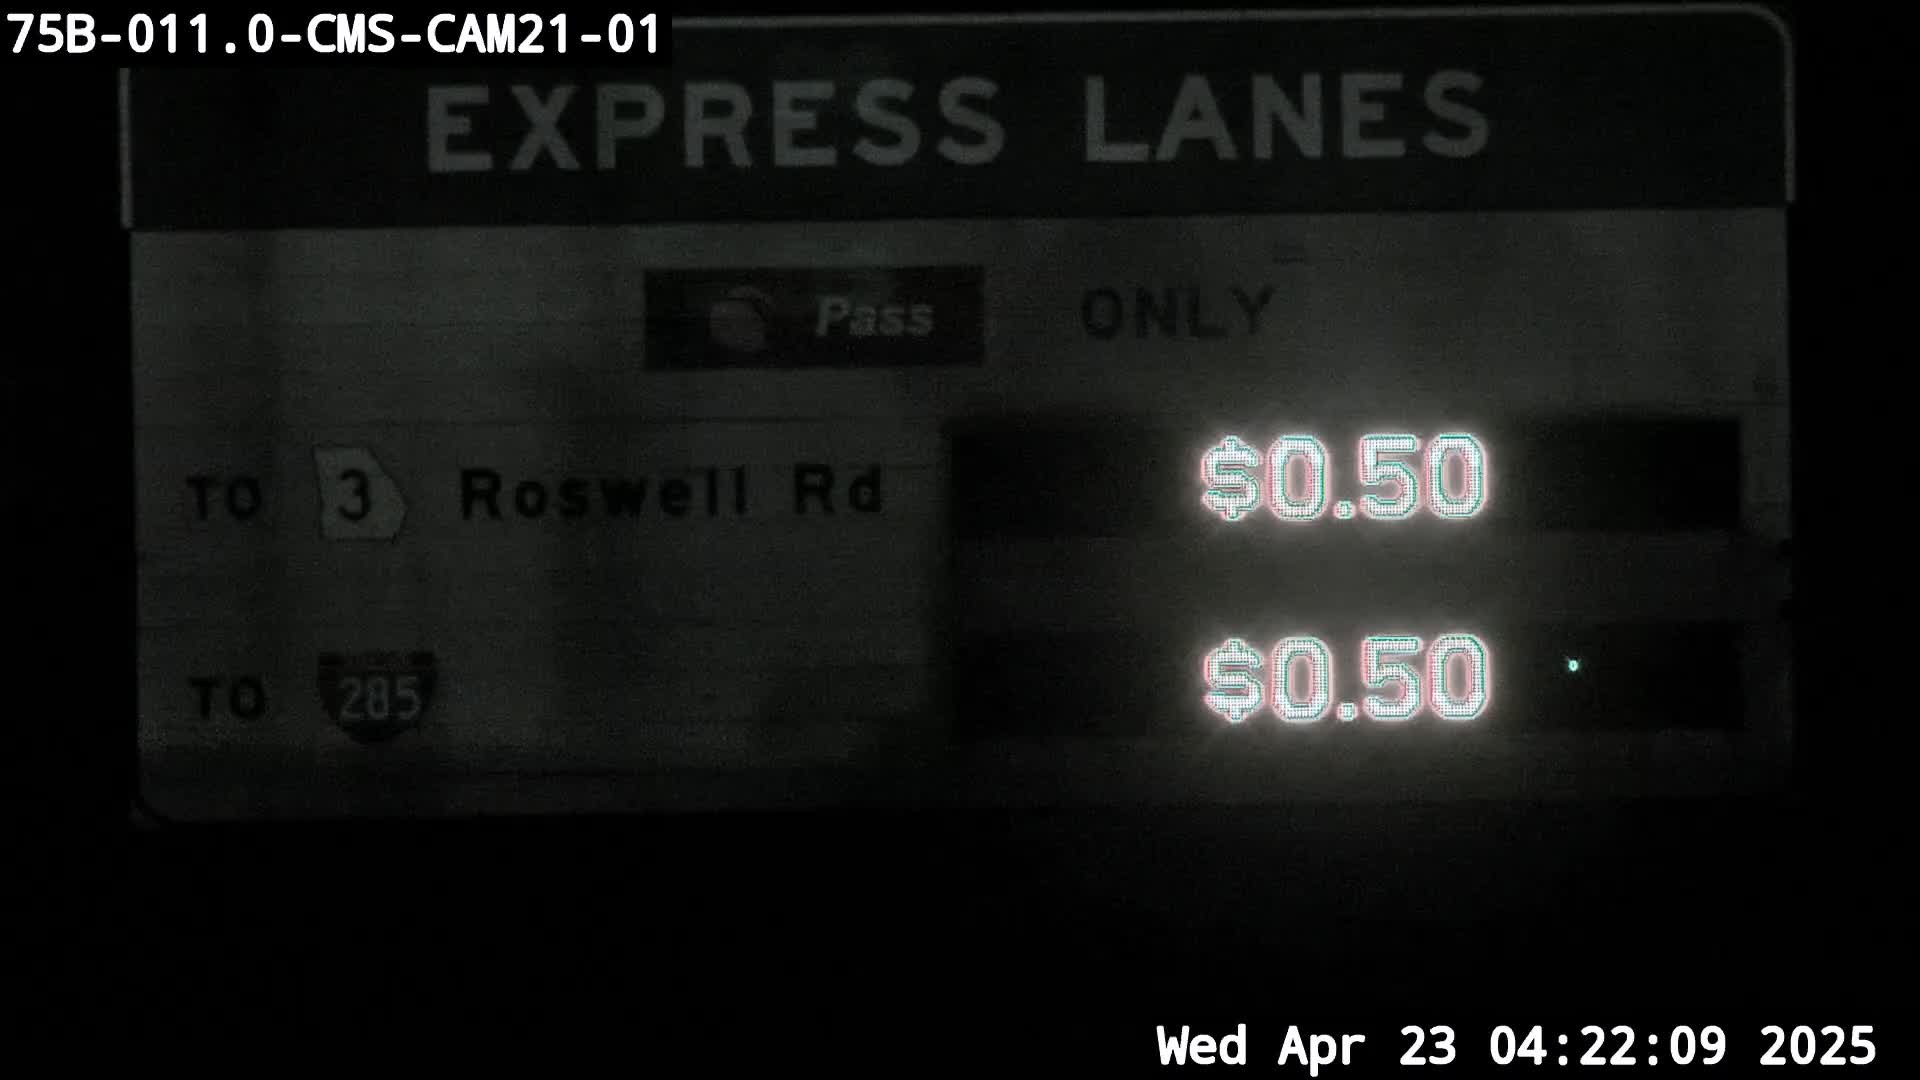 75B-011.0-CMS-CAM21-01
EXPRESS LANES
Pass ONLY
TO 3 Roswell Rd $0.50
TO 285 $0.50
Wed Apr 23 04:22:09 2025